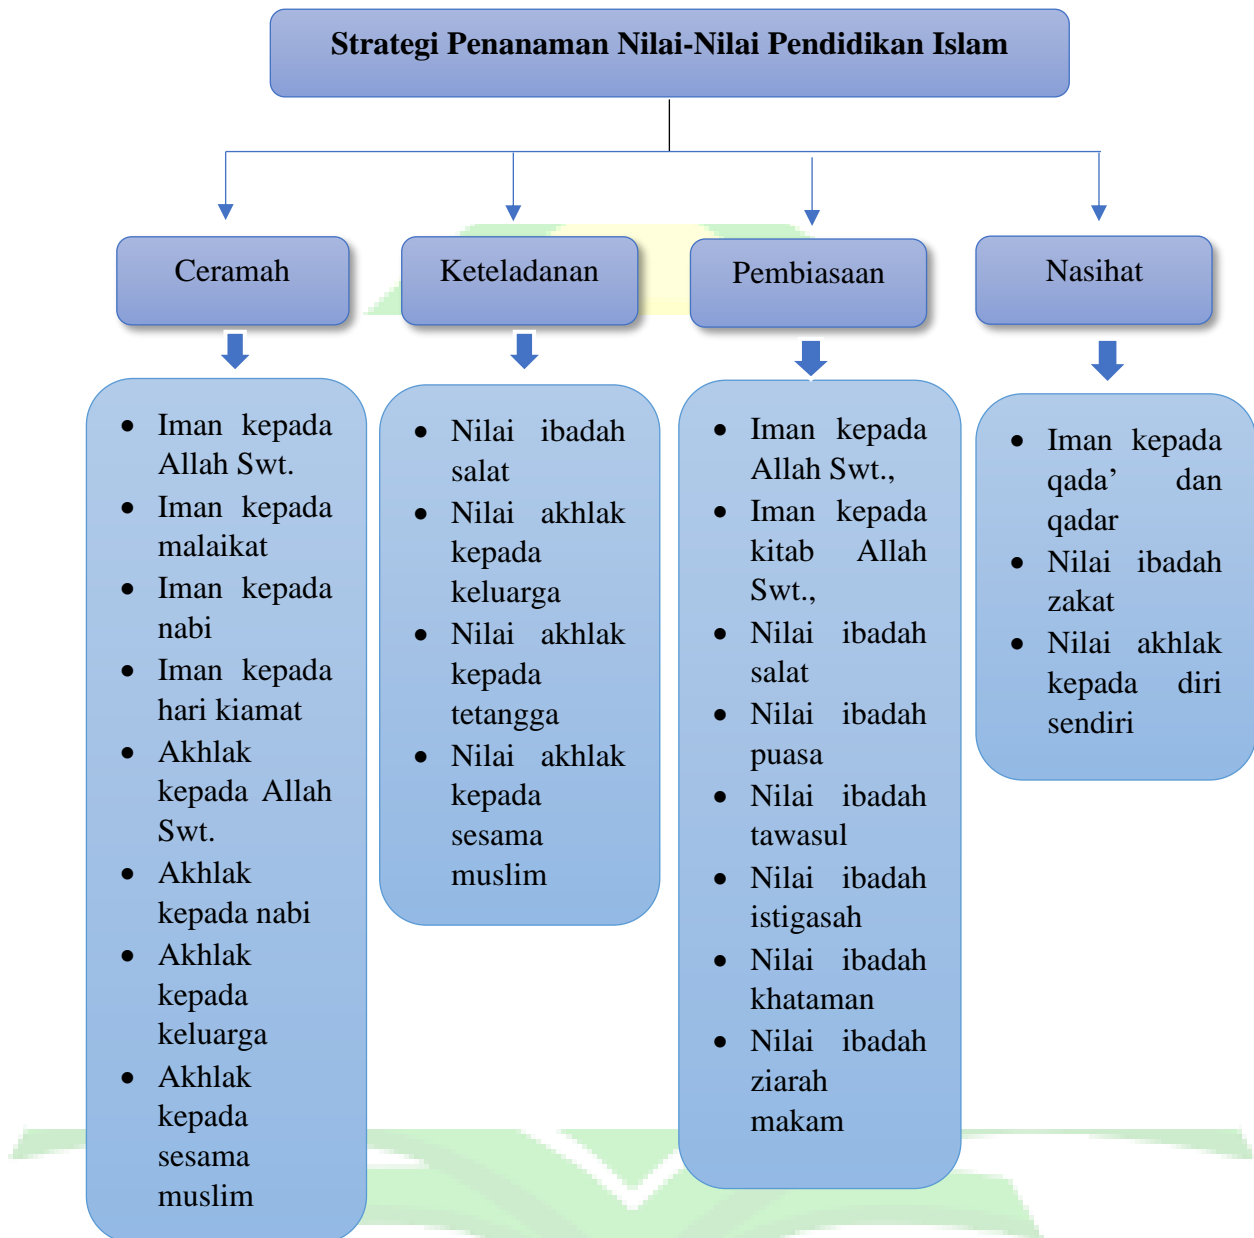 Strategi Penanaman Nilai-Nilai Pendidikan Islam
Ceramah
Keteladanan
Pembiasaan
Nasihat
• Iman kepada
Allah Swt.
• Iman kepada
malaikat
• Iman kepada
nabi
• Iman kepada
hari kiamat
• Akhlak
kepada Allah
Swt.
• Akhlak
kepada nabi
• Akhlak
kepada
keluarga
• Akhlak
kepada
sesama
muslim
• Nilai ibadah
salat
• Nilai akhlak
kepada
keluarga
• Nilai akhlak
kepada
tetangga
• Nilai akhlak
kepada
sesama
muslim
• Iman kepada
Allah Swt.,
• Iman kepada
kitab Allah
Swt.,
• Nilai ibadah
salat
• Nilai ibadah
puasa
• Nilai ibadah
tawasul
• Nilai ibadah
istigasah
• Nilai ibadah
khataman
• Nilai ibadah
ziarah
makam
• Iman kepada
qada’ dan
qadar
• Nilai ibadah
zakat
• Nilai akhlak
kepada diri
sendiri